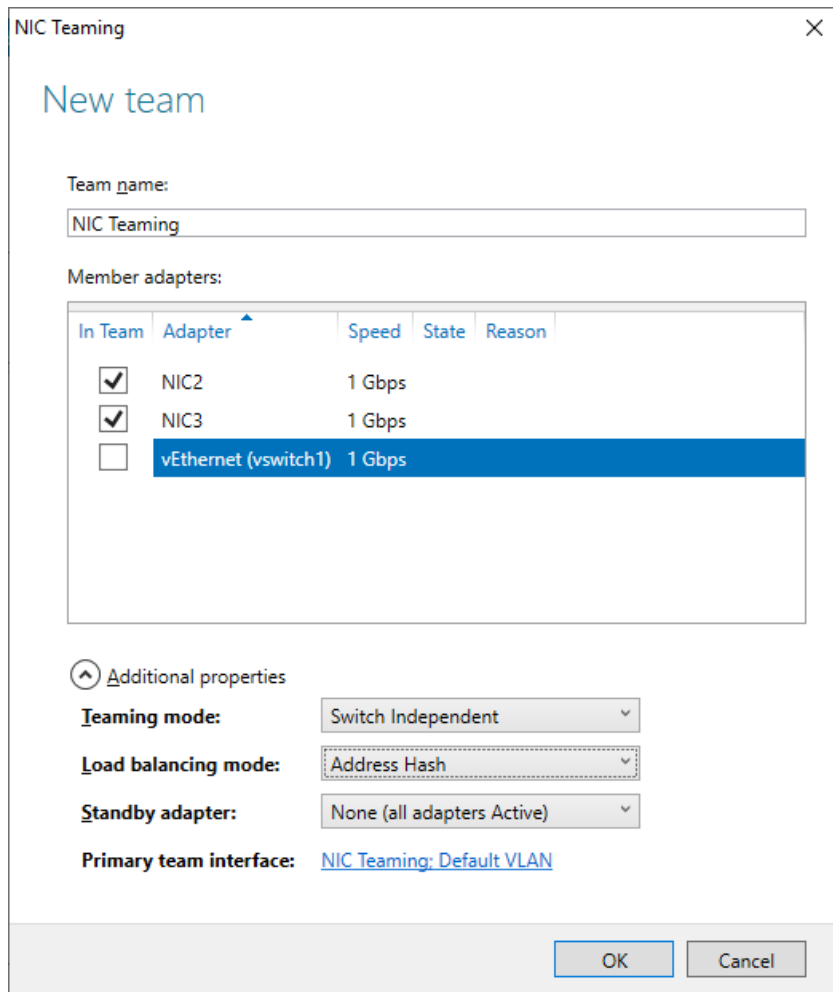 NIC Teaming
New team
Team name:
NIC Teaming
Member adapters:
In Team Adapter Speed State Reason
NIC2 1 Gbps
NIC3 1 Gbps
vEthernet (vswitch1) 1 Gbps
Additional properties
Teaming mode: Switch Independent
Load balancing mode: Address Hash
Standby adapter: None (all adapters Active)
Primary team interface: NIC Teaming; Default VLAN
OK Cancel